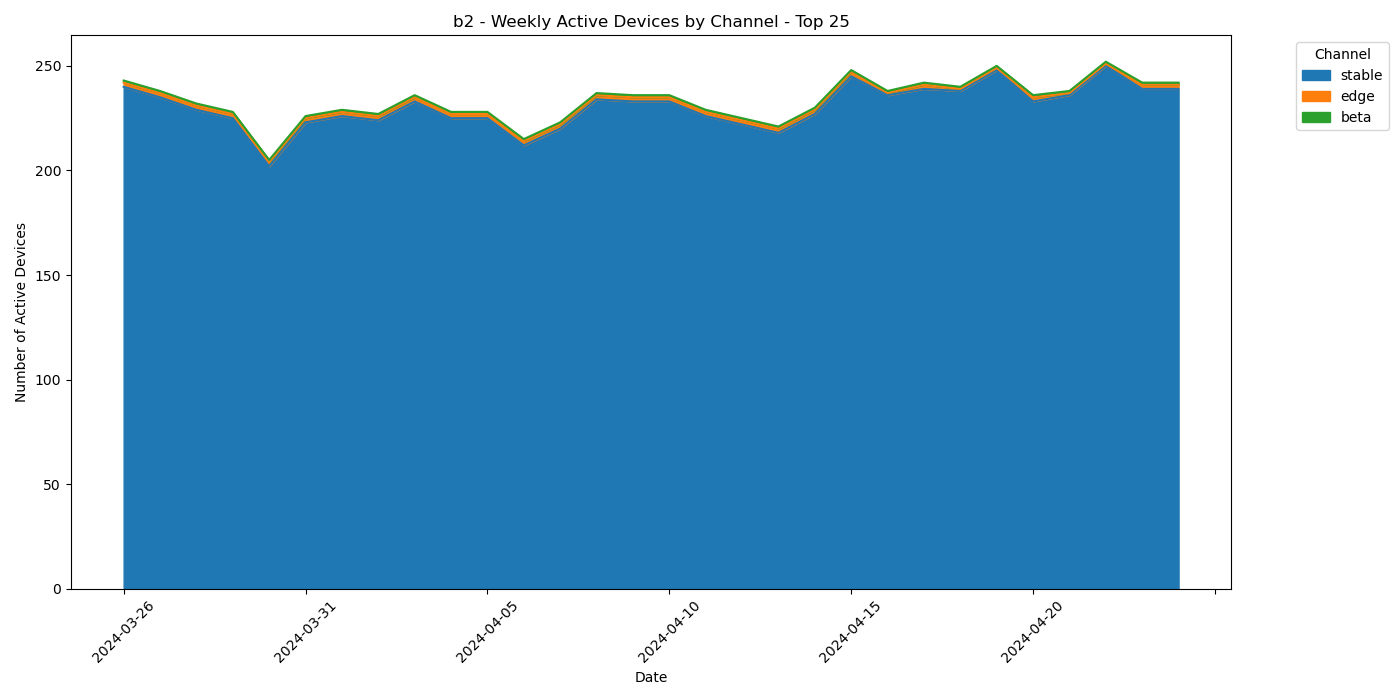 b2 - Weekly Active Devices by Channel - Top 25
Channel
stable
edge
beta
Number of Active Devices
250
200
150
100
50
0
2024-03-26
2024-03-31
2024-04-05
2024-04-10
2024-04-15
2024-04-20
Date